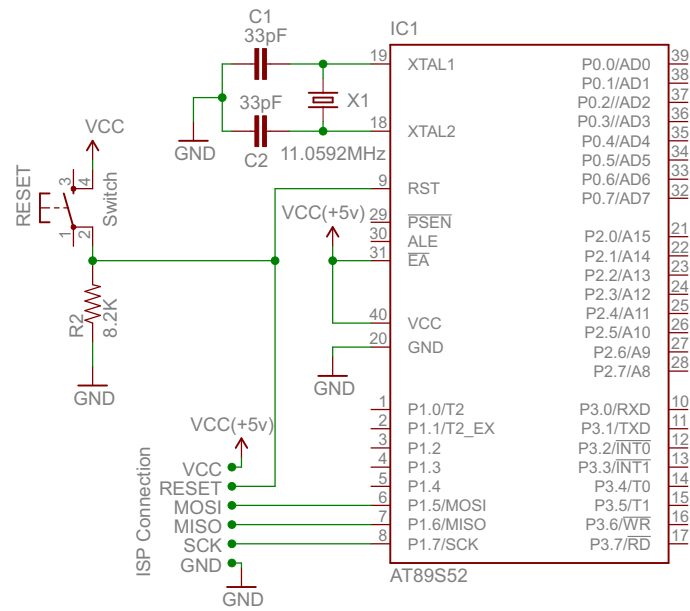 C1
33pF
33pF
C2
X1
11.0592MHz
GND
VCC
RESET
3
4
1
2
Switch
R2
8.2K
GND
VCC(+5v)
GND
VCC(+5v)
ISP Connection
VCC
RESET
MOSI
MISO
SCK
GND
GND
IC1
19 XTAL1
18 XTAL2
9 RST
29 PSEN
30 ALE
31 EA
40 VCC
20 GND
1 P1.0/T2
2 P1.1/T2_EX
3 P1.2
4 P1.3
5 P1.4
6 P1.5/MOSI
7 P1.6/MISO
8 P1.7/SCK
P0.0/AD0 39
P0.1/AD1 38
P0.2//AD2 37
P0.3//AD3 36
P0.4/AD4 35
P0.5/AD5 34
P0.6/AD6 33
P0.7/AD7 32
P2.0/A15 21
P2.1/A14 22
P2.2/A13 23
P2.3/A12 24
P2.4/A11 25
P2.5/A10 26
P2.6/A9 27
P2.7/A8 28
P3.0/RXD 10
P3.1/TXD 11
P3.2/INT0 12
P3.3/INT1 13
P3.4/T0 14
P3.5/T1 15
P3.6/WR 16
P3.7/RD 17
AT89S52